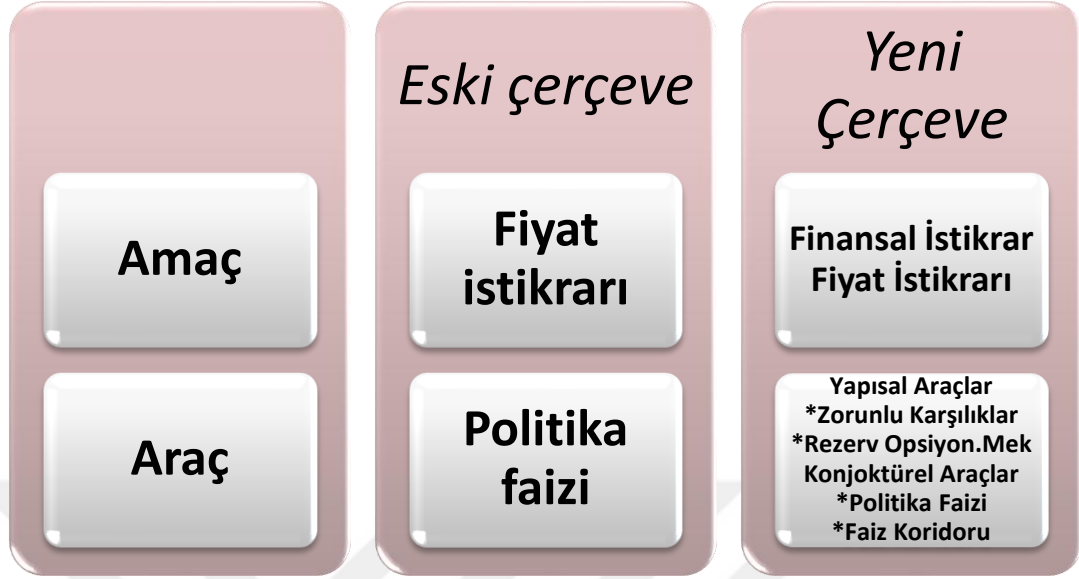 Eski çerçeve
Yeni
Çerçeve
Amaç
Fiyat
istikrarı
Finansal İstikrar
Fiyat İstikrarı
Araç
Politika
faizi
Yapısal Araçlar
*Zorunlu Karşılıklar
*Rezerv Opsiyon.Mek
Konjoktürel Araçlar
*Politika Faizi
*Faiz Koridoru